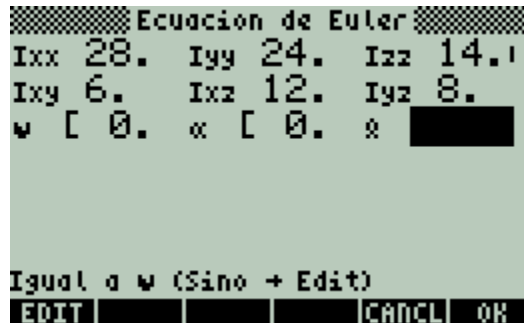 Ecuacion de Euler
Ixx 28. Iyy 24. Izz 14.
Ixy 6. Ixz 12. Iyz 8.
ω [ 0. α [ 0. Ω
Igual a ω (Sino → Edit)
EDIT CANCL OK